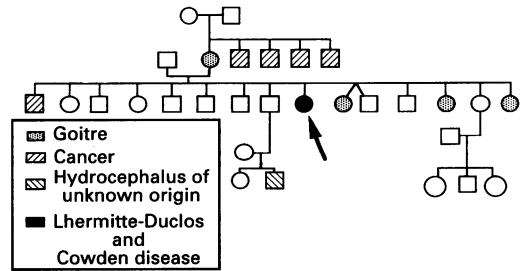 Goitre
Cancer
Hydrocephalus of
unknown origin
Lhermitte-Duclos
and
Cowden disease